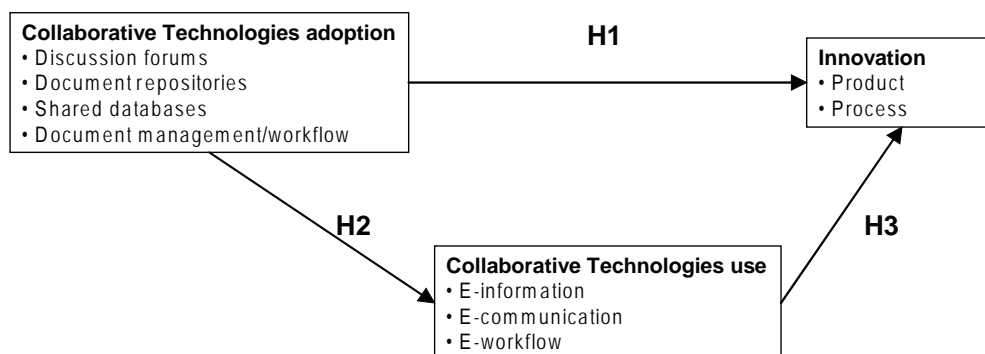 Collaborative Technologies adoption
• Discussion forums
• Document repositories
• Shared databases
• Document management/workflow
H1
Innovation
• Product
• Process
H2
H3
Collaborative Technologies use
• E-information
• E-communication
• E-workflow